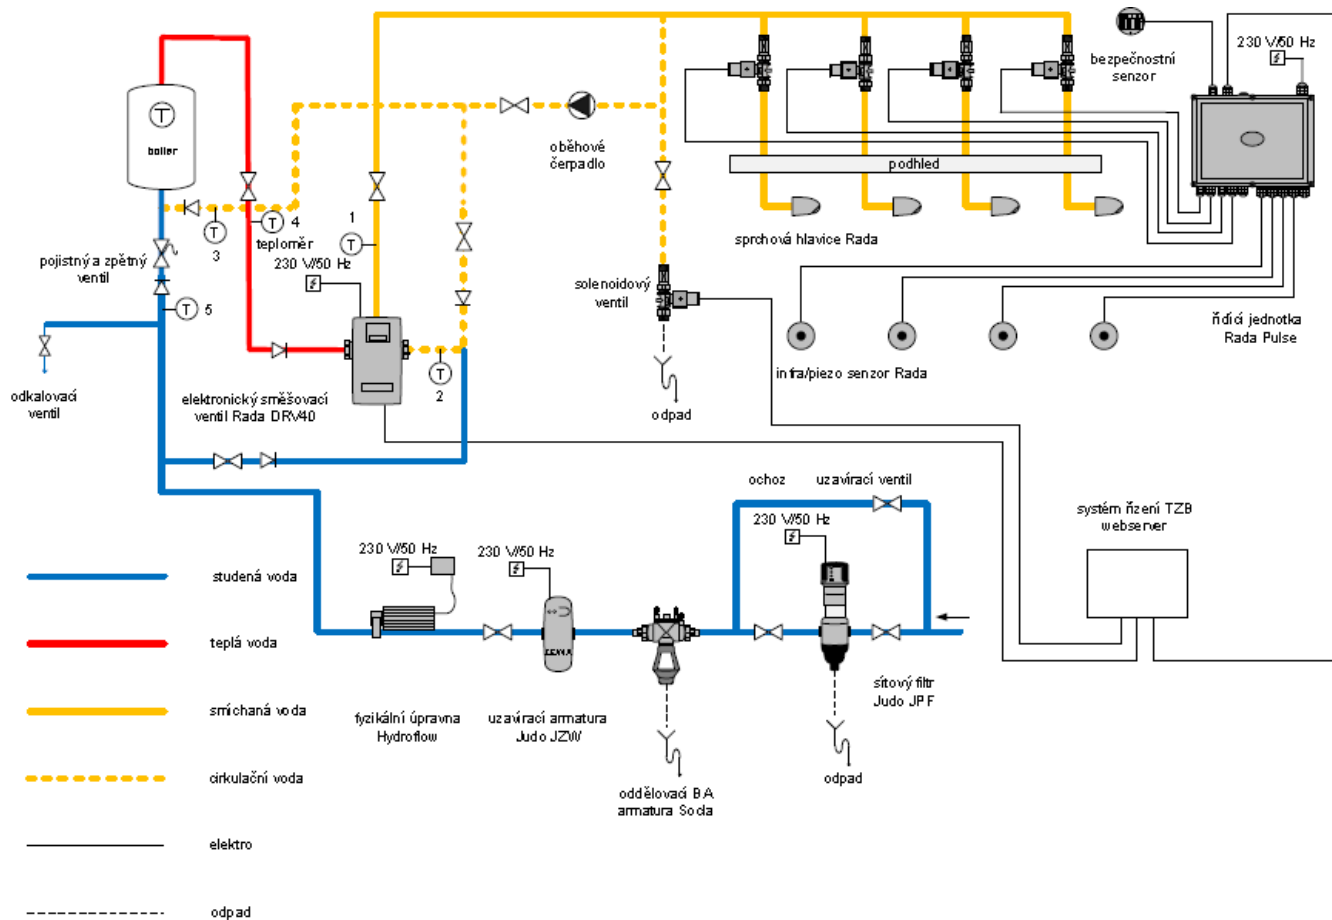 230 V/50 Hz
bezpečnostní
senzor
T
boiler
oběhové
čerpadlo
podhled
1
4
T
T
3
teploměr
T
230 V/50 Hz
sprchová hlavice Rada
pojistný a zpětný
ventil
solenoidový
ventil
T
5
řídící jednotka
Rada Pulse
T
2
infra/piezo senzor Rada
odkalovací
ventil
elektronický směšovací
ventil Rada DRV40
odpad
ochoz
uzavírací ventil
systém řízení TZB
webserver
230 V/50 Hz
230 V/50 Hz
230 V/50 Hz
studená voda
teplá voda
síťový filtr
Judo JPF
smíchaná voda
fyzikální úpravna
Hydroflow
uzavírací armatura
Judo JZW
cirkulační voda
odpad
oddělovací BA
armatura Socla
elektro
odpad